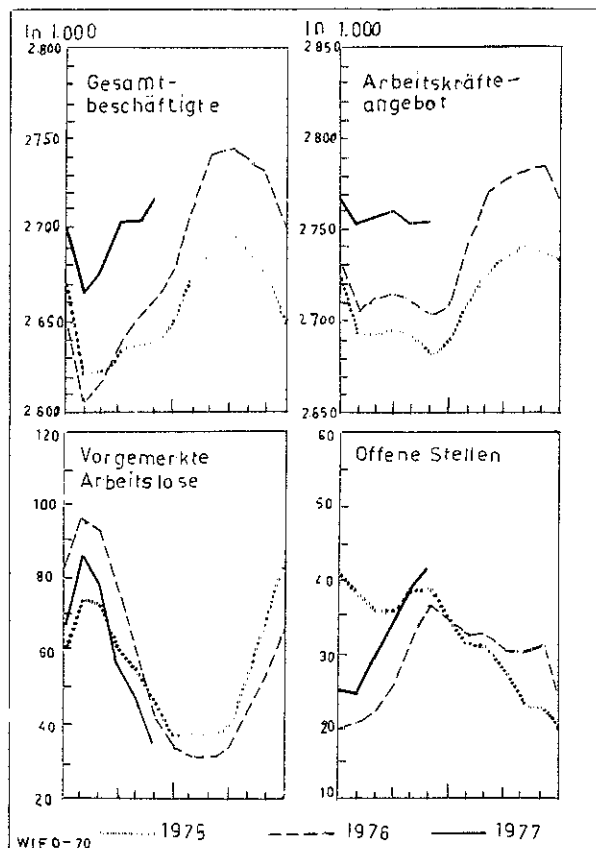 In 1.000
In 1.000
2.800
Gesamt-
beschäftigte
2750
2 700
2 650
2 600
2 850
Arbeitskräfte-
angebot
2 800
2 750
2 700
2 650
120
Vorgemerkte
Arbeitslose
100
80
60
40
20
60
Offene Stellen
50
40
30
20
10
1975
1976
1977
WIFO-70